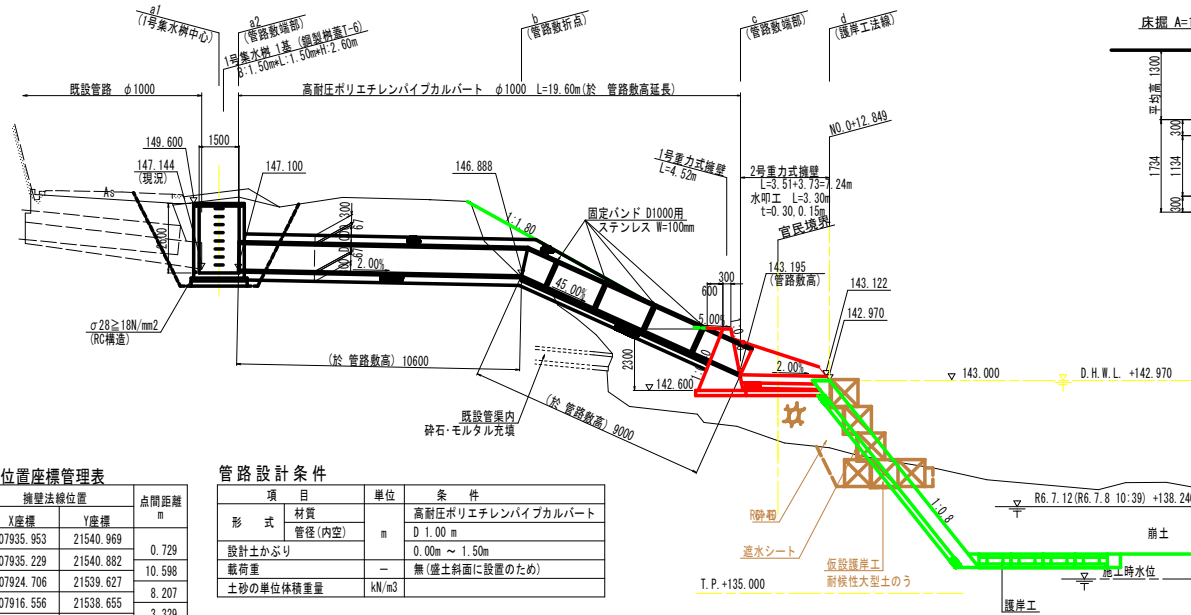 a1
(1号集水桝中心)
a2
(管路敷端部)
1号集水桝 1基 (鋼製桝蓋T-6)
B:1.50m*L:1.50m*H:2.60m
b
(管路敷折点)
c
(管路敷端部)
d
(護岸工法線)
床掘 A=1
既設管路 φ1000
高耐圧ポリエチレンパイプカルバート φ1000 L=19.60m(於 管路敷高延長)
平均高 1300
300
1134
1734
300
NO.0+12.849
149.600
1500
147.144
(現況)
147.100
146.888
1号重力式擁壁
L=4.52m
2号重力式擁壁
L=3.51+3.73=7.24m
水叩工 L=3.30m
t=0.30,0.15m
官民境界
As
1:1.80
固定バンド D1000用
ステンレス W=100mm
300
67
67
2.00%
45.00%
143.195
(管路敷高)
300
600
5.00%
143.122
142.970
σ28≧18N/mm2
(RC構造)
(於 管路敷高) 10600
2300
142.600
2.00%
143.000
D.H.W.L. +142.970
既設管渠内
砕石・モルタル充填
(於 管路敷高) 9000
位置座標管理表
擁壁法線位置
点間距離
m
X座標
Y座標
07935.953
21540.969
0.729
07935.229
21540.882
10.598
07924.706
21539.627
8.207
07916.556
21538.655
3.329
管路設計条件
項 目
単位
条 件
形 式
材質
m
高耐圧ポリエチレンパイプカルバート
管径(内空)
D 1.00 m
設計土かぶり
0.00m ～ 1.50m
載荷重
－
無(盛土斜面に設置のため)
土砂の単位体積重量
kN/m3
遮水シート
仮設護岸工
耐候性大型土のう
1:0.8
R6.7.12(R6.7.8 10:39) +138.240
崩土
施工時水位
T.P.+135.000
護岸工